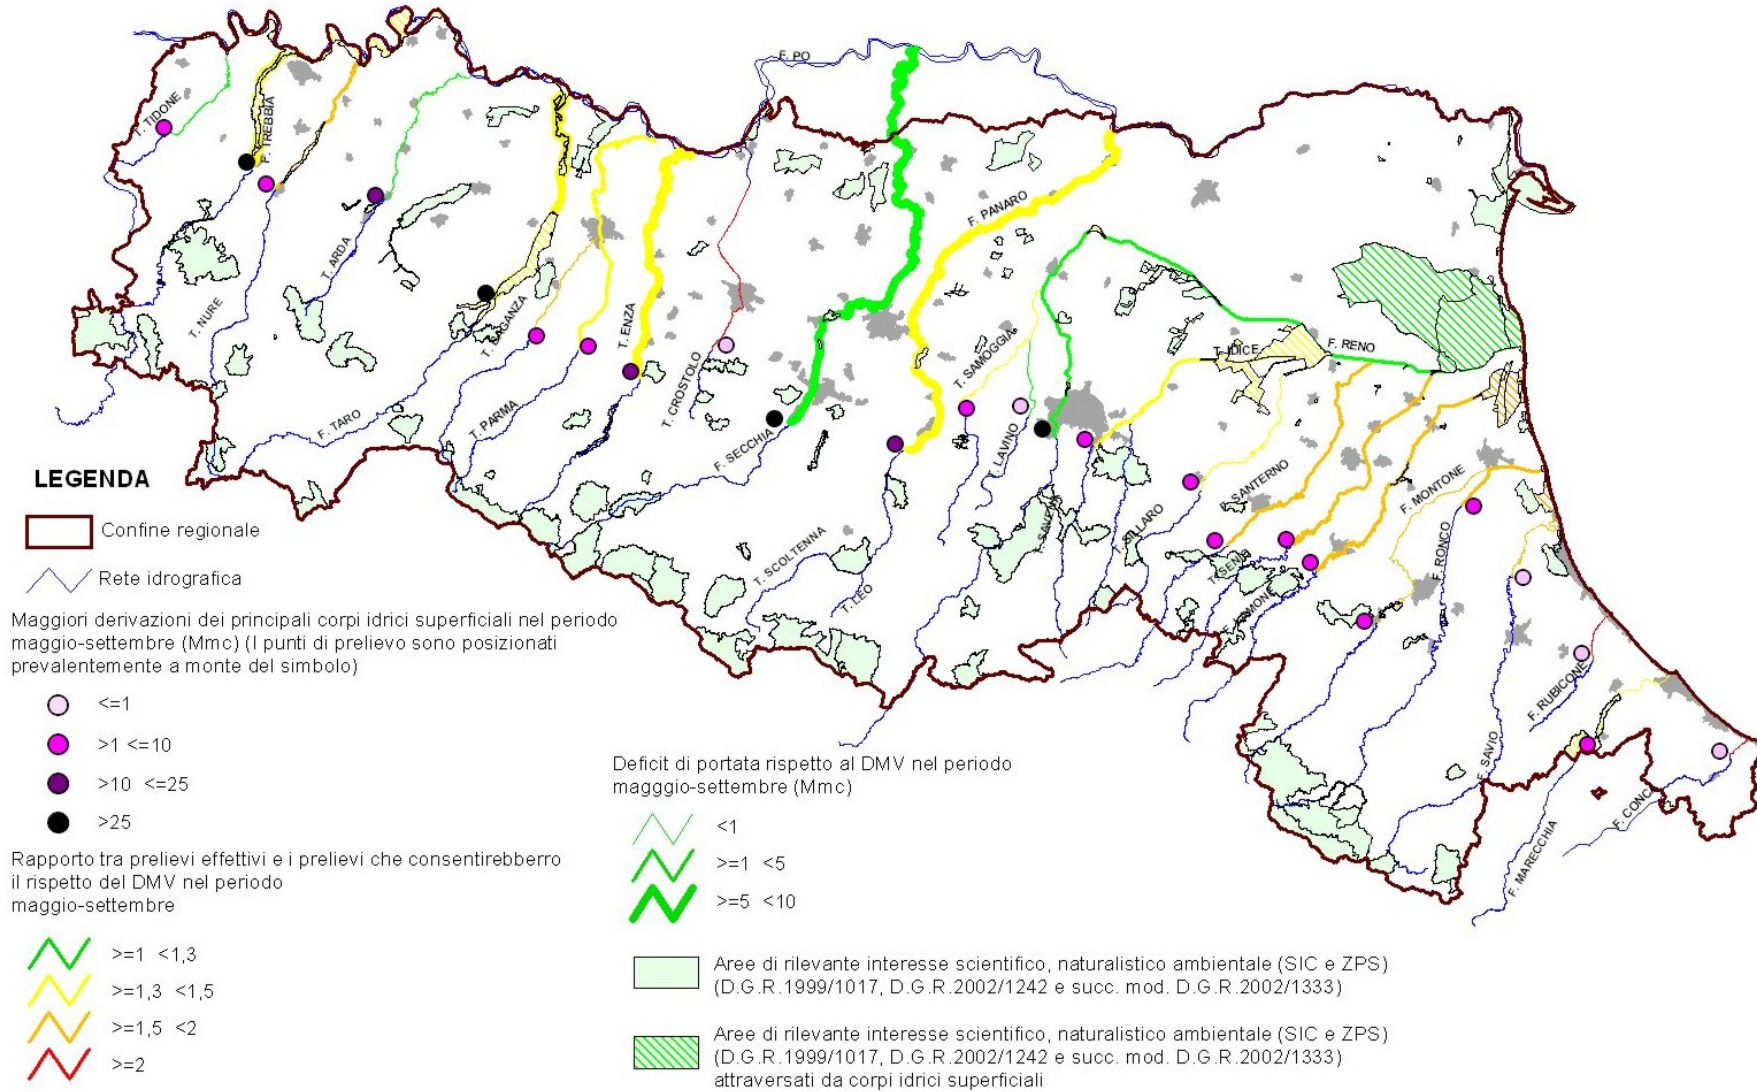 F. PO
T. TIDONE
F. TREBBIA
T. NURE
T. ARDA
F. TARO
T. BAGANZA
T. PARMA
T. ENZA
T. CROSTOLO
F. SECCHIA
F. PANARO
T. SCOLTENNA
T. LEO
T. SAMOGGIA
T. LAVINO
T. IDICE
F. RENO
T. SILLARO
F. SANTERNO
T. SENIO
F. MONTONE
F. RONCO
F. SAVIO
F. RUBICONE
F. MARECCHIA
F. CONCA
LEGENDA
Confine regionale
Rete idrografica
Maggiori derivazioni dei principali corpi idrici superficiali nel periodo
maggio-settembre (Mmc) (I punti di prelievo sono posizionati
prevalentemente a monte del simbolo)
<=1
>1 <=10
>10 <=25
>25
Rapporto tra prelievi effettivi e i prelievi che consentirebberro
il rispetto del DMV nel periodo
maggio-settembre
>=1 <1,3
>=1,3 <1,5
>=1,5 <2
>=2
Deficit di portata rispetto al DMV nel periodo
magggio-settembre (Mmc)
<1
>=1 <5
>=5 <10
Aree di rilevante interesse scientifico, naturalistico ambientale (SIC e ZPS)
(D.G.R.1999/1017, D.G.R.2002/1242 e succ. mod. D.G.R.2002/1333)
Aree di rilevante interesse scientifico, naturalistico ambientale (SIC e ZPS)
(D.G.R.1999/1017, D.G.R.2002/1242 e succ. mod. D.G.R.2002/1333)
attraversati da corpi idrici superficiali